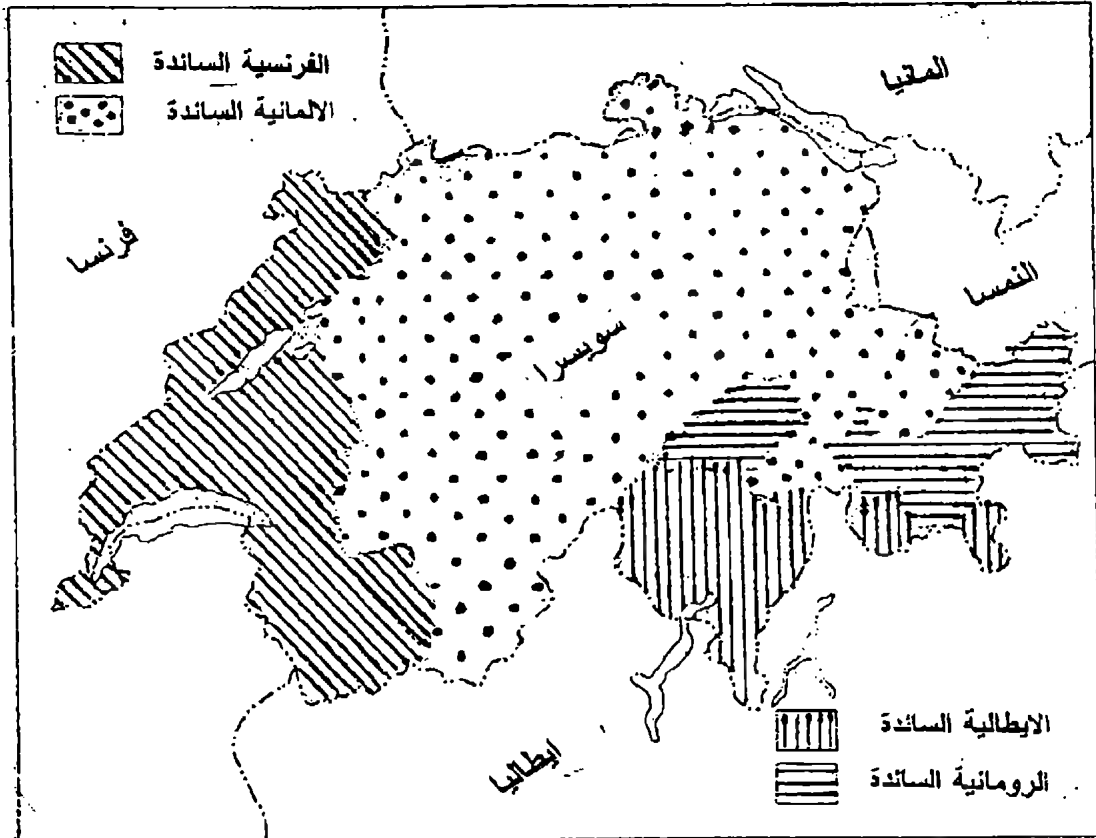 الفرنسية السائدة
الالمانية السائدة
المانيا
فرنسا
النمسا
سويسرا
ايطاليا
الايطالية السائدة
الرومانية السائدة